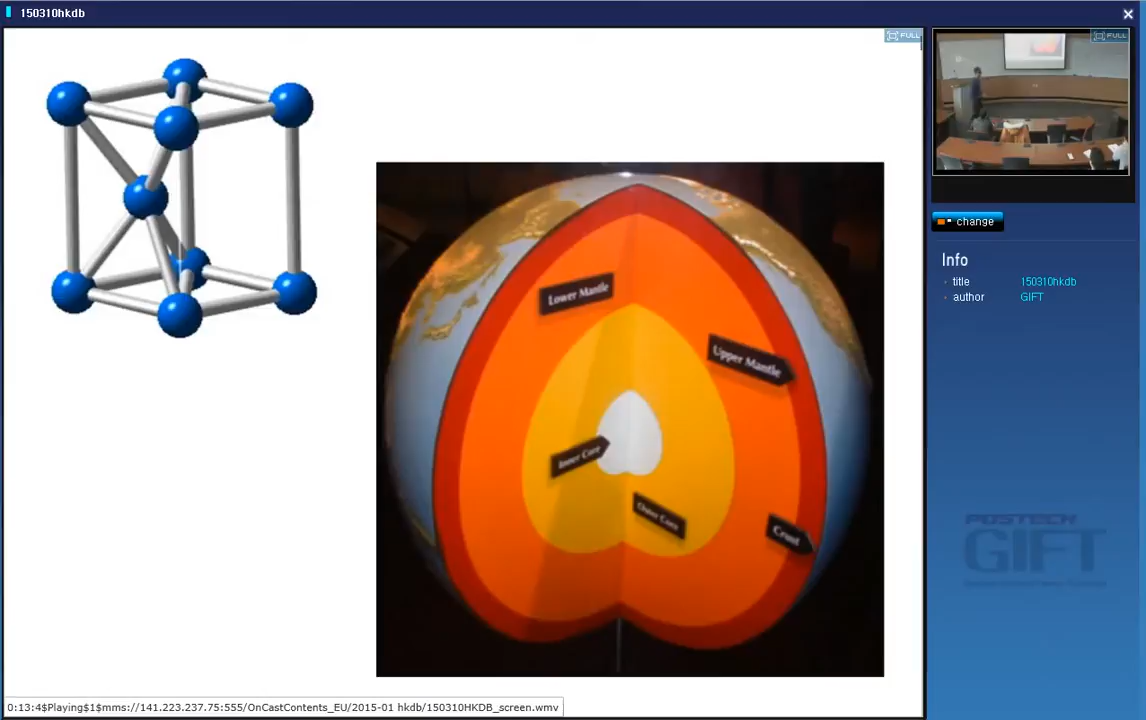 150310hkdb
FULL
FULL
Lower Mantle
Upper Mantle
Inner Core
Outer Core
Crust
change
Info
title 150310hkdb
author GIFT
POSTECH
GIFT
0:13:4$Playing$1$mms://141.223.237.75:555/OnCastContents_EU/2015-01 hkdb/150310HKDB_screen.wmv